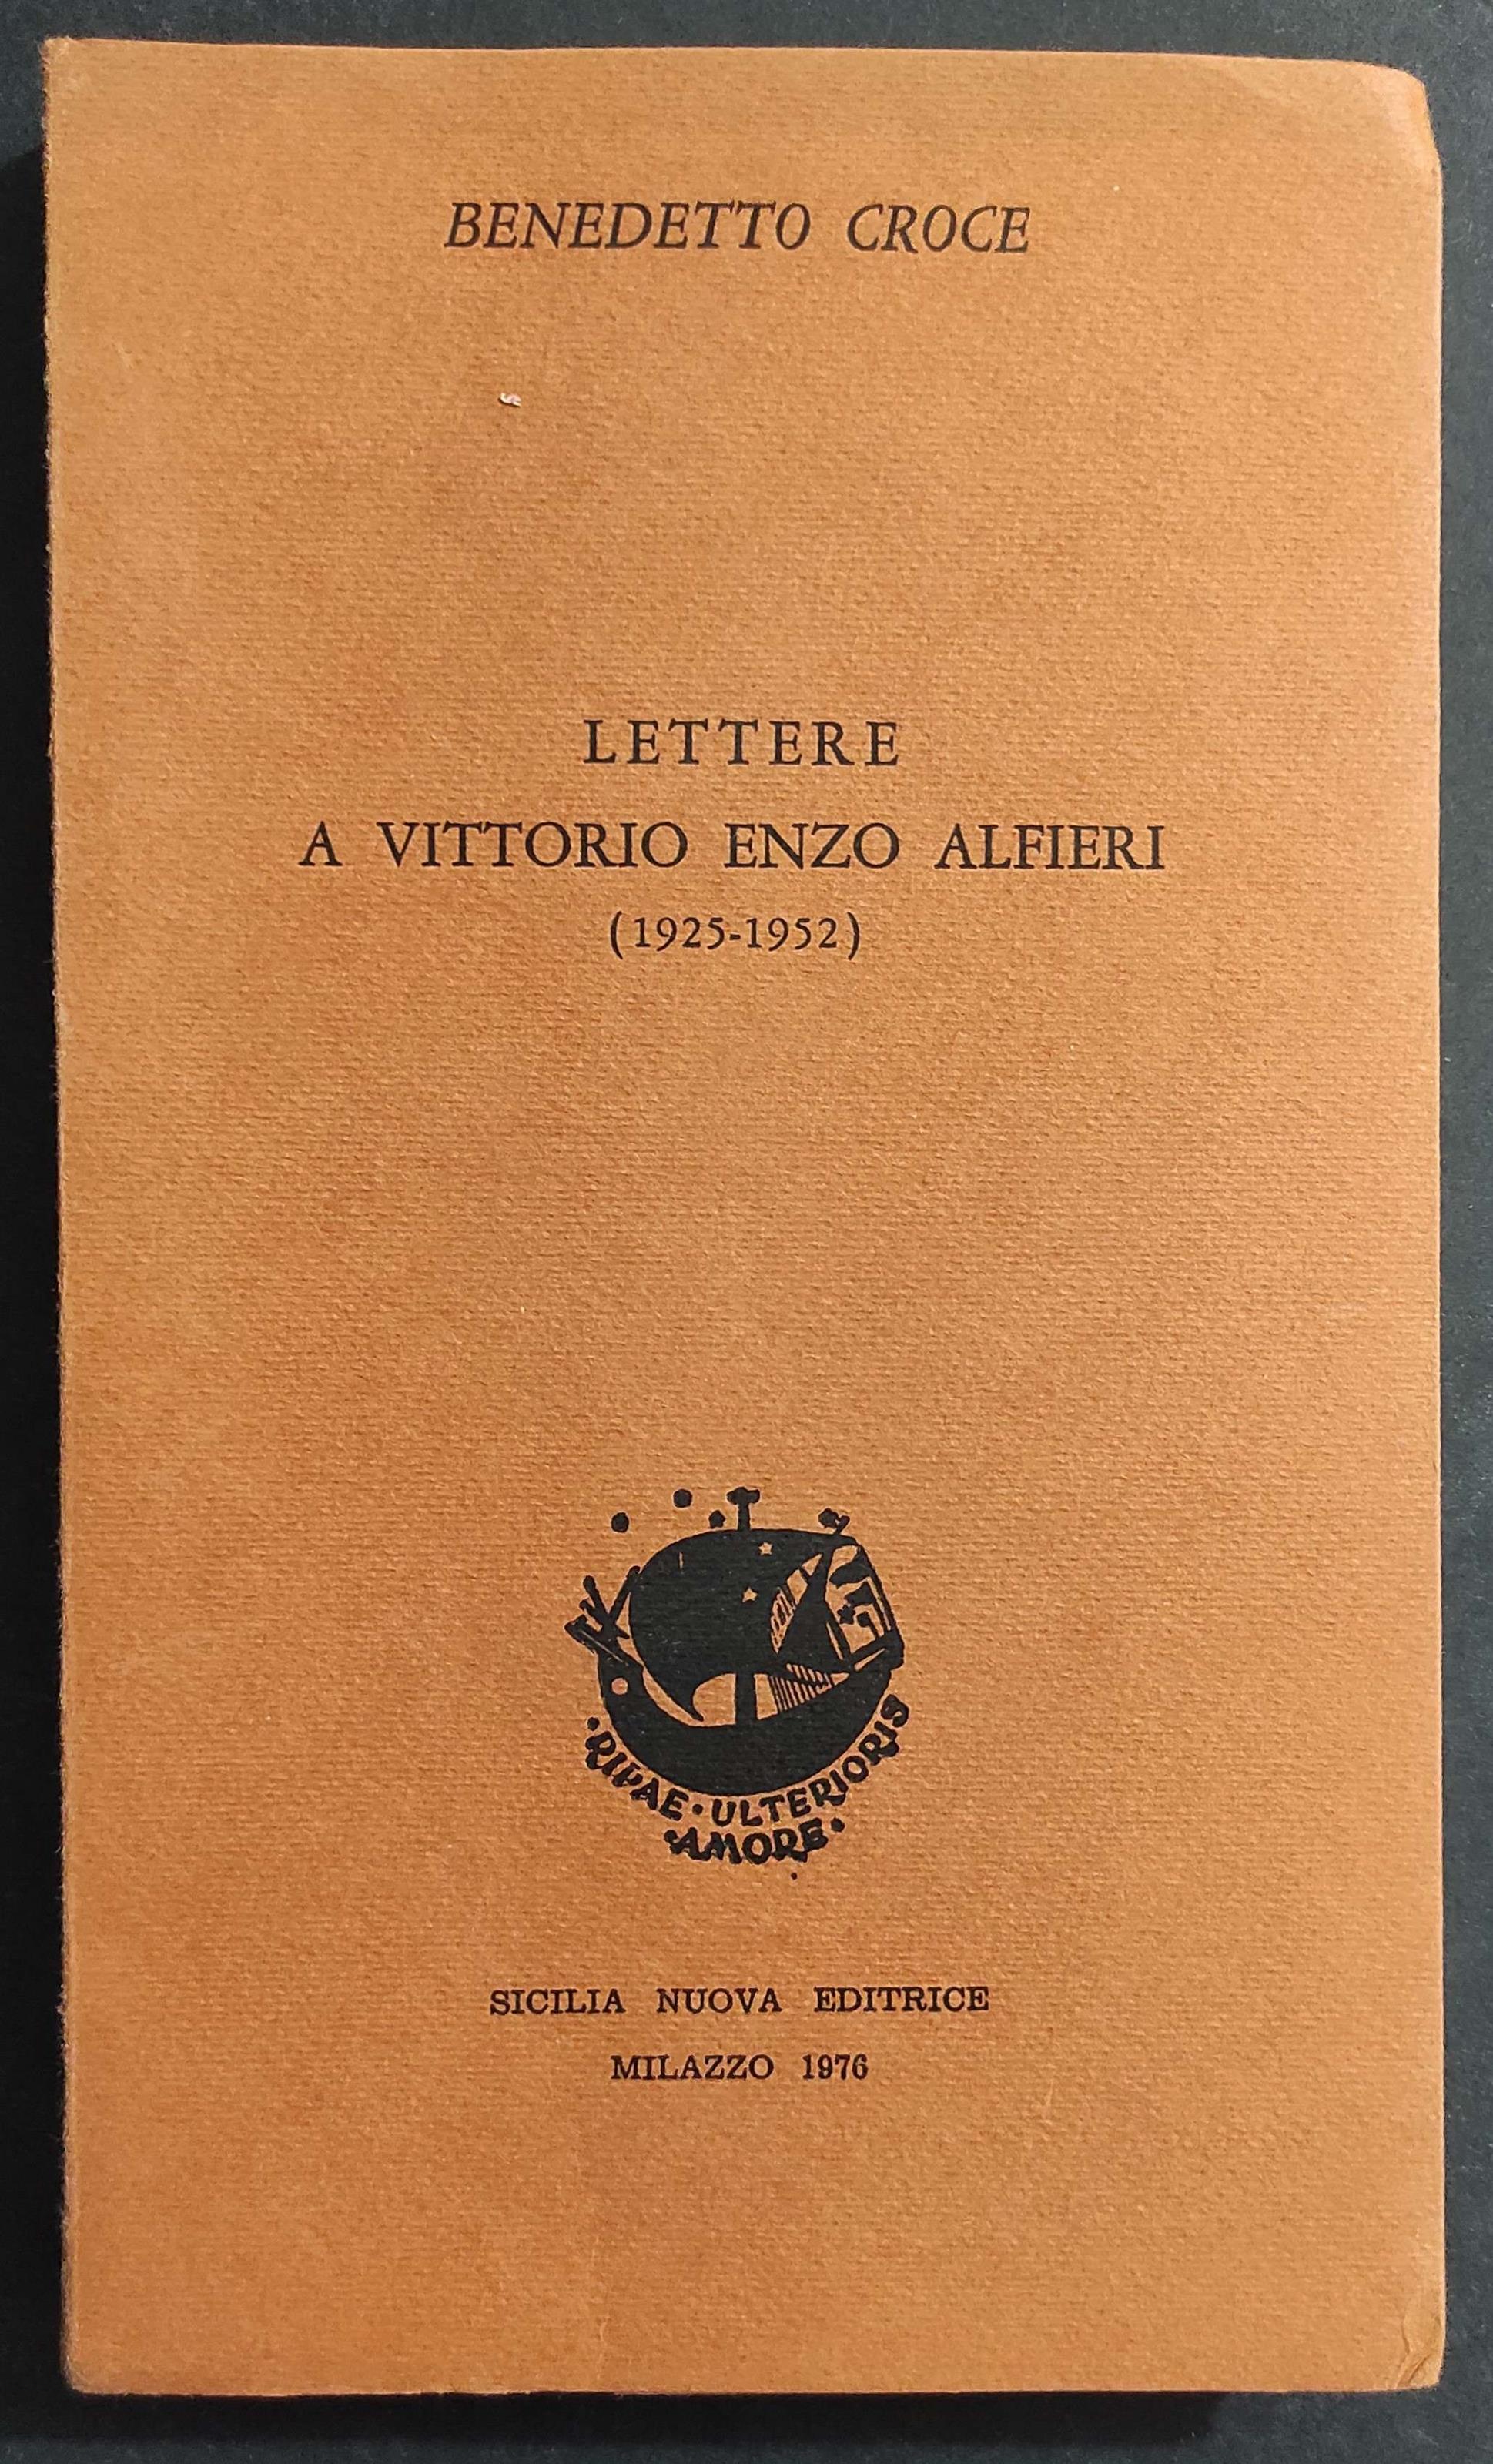 BENEDETTO CROCE
LETTERE
A VITTORIO ENZO ALFIERI
(1925-1952)
·RIPAE·ULTERIORIS
·AMORE·
SICILIA NUOVA EDITRICE
MILAZZO 1976